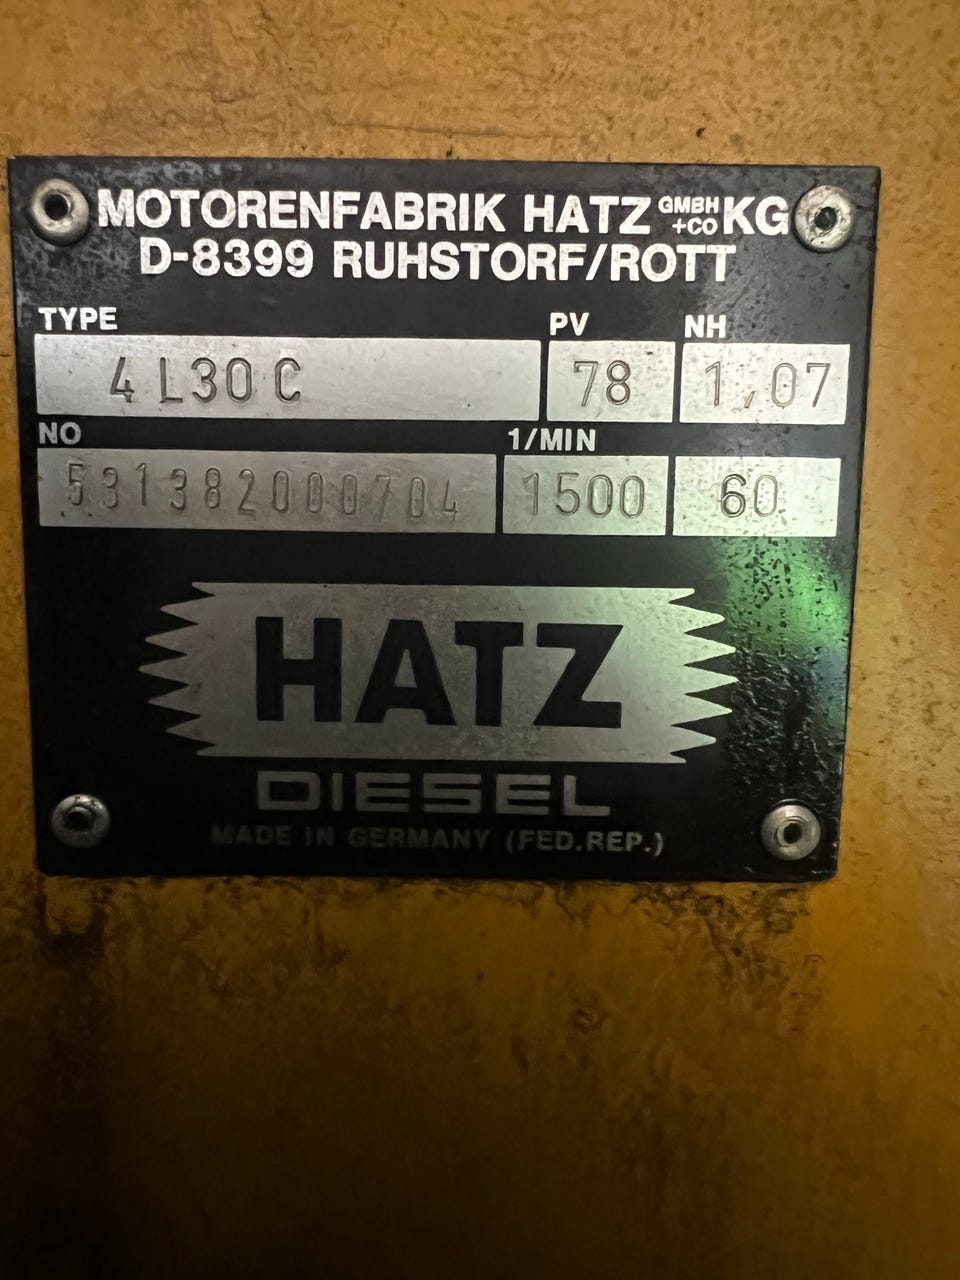 MOTORENFABRIK HATZ GMBH +CO KG
D-8399 RUHSTORF/ROTT
TYPE PV NH
4 L30 C 78 1,07
NO 1/MIN
531382000704 1500 60
HATZ
DIESEL
MADE IN GERMANY (FED.REP.)